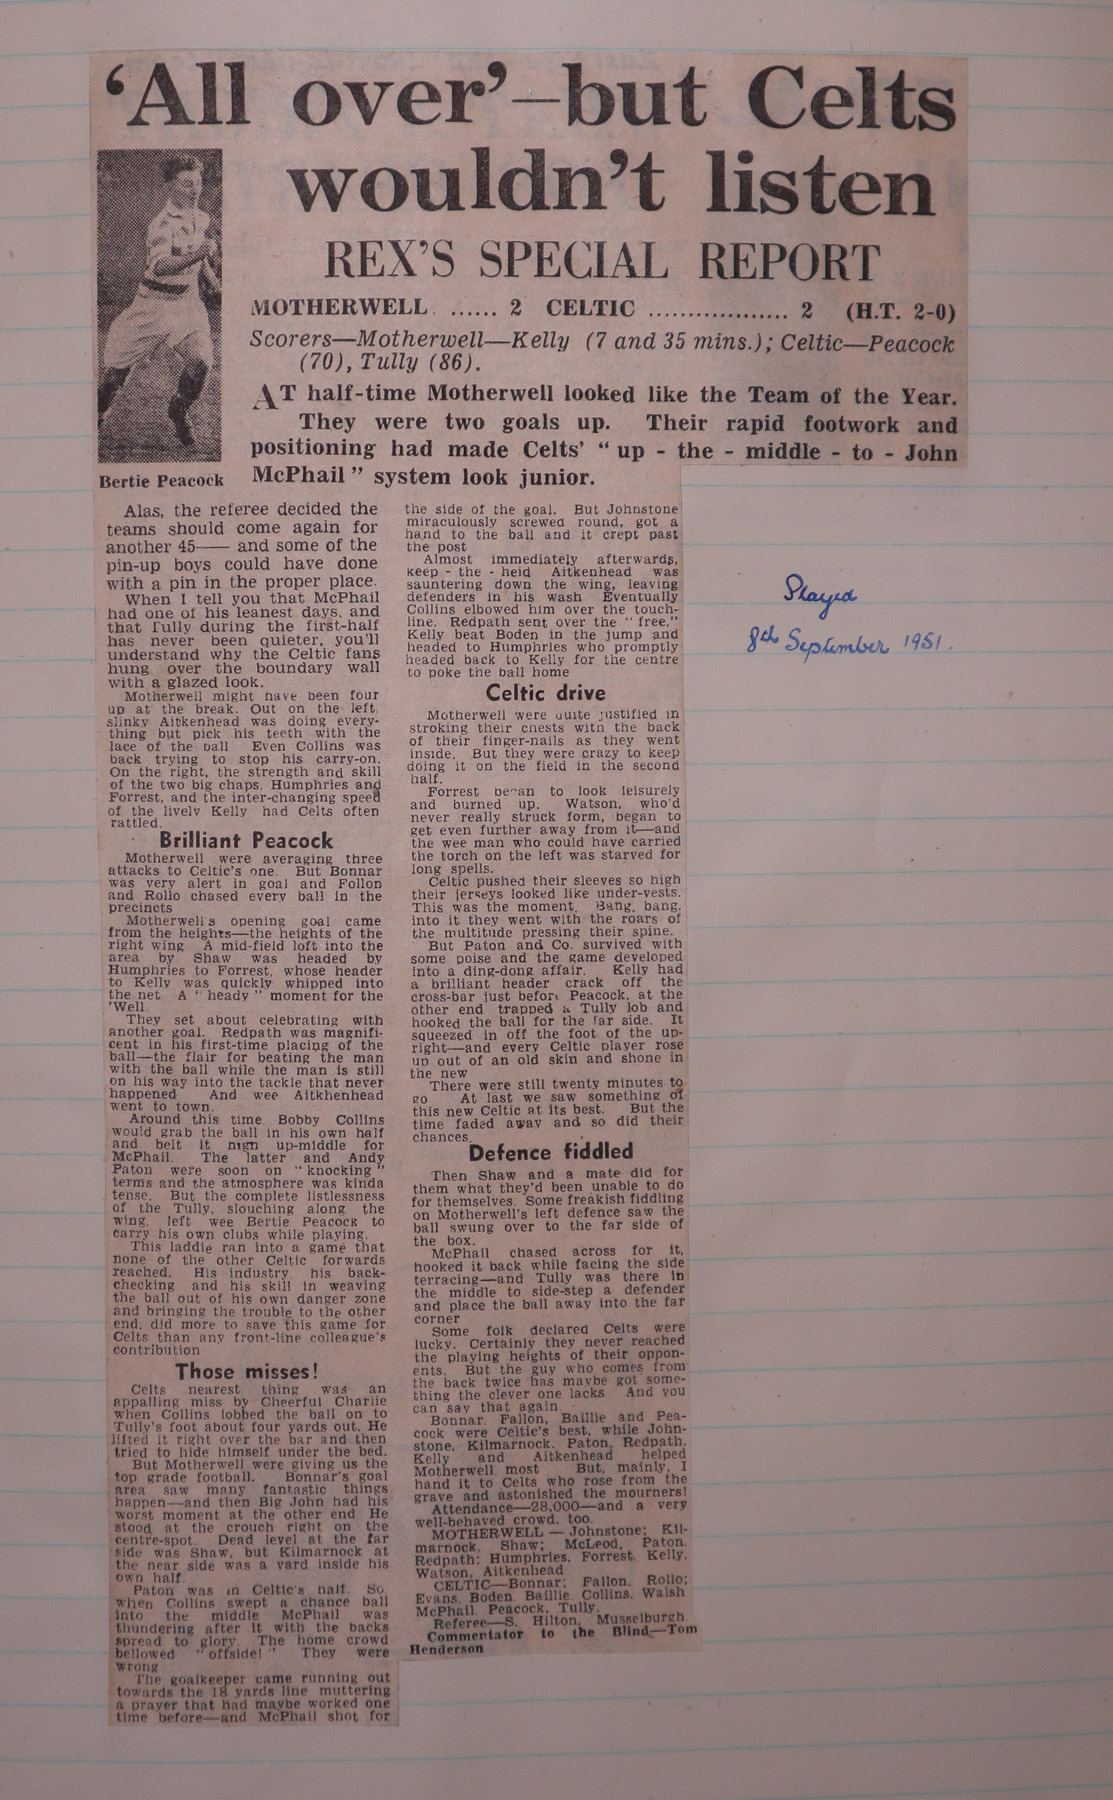 ‘All over’—but Celts
wouldn’t listen
REX’S SPECIAL REPORT
MOTHERWELL. ...... 2 CELTIC .................. 2 (H.T. 2-0)
Scorers—Motherwell—Kelly (7 and 35 mins.); Celtic—Peacock
(70), Tully (86).
AT half-time Motherwell looked like the Team of the Year.
They were two goals up. Their rapid footwork and
positioning had made Celts’ “ up - the - middle - to - John
McPhail ” system look junior.
Bertie Peacock
Alas, the referee decided the
teams should come again for
another 45—— and some of the
pin-up boys could have done
with a pin in the proper place.
When I tell you that McPhail
had one of his leanest days, and
that Tully during the first-half
has never been quieter, you’ll
understand why the Celtic fans
hung over the boundary wall
with a glazed look.
Motherwell might have been four
up at the break. Out on the left,
slinky Aitkenhead was doing every-
thing but pick his teeth with the
lace of the ball Even Collins was
back trying to stop his carry-on.
On the right, the strength and skill
of the two big chaps, Humphries and
Forrest, and the inter-changing speed
of the lively Kelly had Celts often
rattled.
Brilliant Peacock
Motherwell were averaging three
attacks to Celtic’s one. But Bonnar
was very alert in goal and Follon
and Rollo chased every ball in the
precincts
Motherwell’s opening goal came
from the heights—the heights of the
right wing A mid-field loft into the
area by Shaw was headed by
Humphries to Forrest, whose header
to Kelly was quickly whipped into
the net A “ heady ” moment for the
’Well.
They set about celebrating with
another goal. Redpath was magnifi-
cent in his first-time placing of the
ball—the flair for beating the man
with the ball while the man is still
on his way into the tackle that never
happened And wee Aitkhenhead
went to town.
Around this time Bobby Collins
would grab the ball in his own half
and belt it high up-middle for
McPhail. The latter and Andy
Paton were soon on “ knocking ”
terms and the atmosphere was kinda
tense. But the complete listlessness
of the Tully, slouching along the
wing, left wee Bertie Peacock to
carry his own clubs while playing.
This laddie ran into a game that
none of the other Celtic forwards
reached. His industry, his back-
checking and his skill in weaving
the ball out of his own danger zone
and bringing the trouble to the other
end, did more to save this game for
Celts than any front-line colleague’s
contribution
Those misses!
Celts nearest thing was an
appalling miss by Cheerful Charlie
when Collins lobbed the ball on to
Tully’s foot about four yards out. He
lifted it right over the bar and then
tried to hide himself under the bed.
But Motherwell were giving us the
top grade football. Bonnar’s goal
area saw many fantastic things
happen—and then Big John had his
worst moment at the other end He
stood at the crouch right on the
centre-spot. Dead level at the far
side was Shaw, but Kilmarnock at
the near side was a yard inside his
own half.
Paton was in Celtic’s half. So,
when Collins swept a chance ball
into the middle McPhail was
thundering after it with the backs
spread to glory. The home crowd
bellowed “offside! ” They were
wrong
The goalkeeper came running out
towards the 18 yards line muttering
a prayer that had maybe worked one
time before—and McPhail shot for
the side of the goal. But Johnstone
miraculously screwed round, got a
hand to the ball and it crept past
the post
Almost immediately afterwards,
keep - the - heid Aitkenhead was
sauntering down the wing, leaving
defenders in his wash Eventually
Collins elbowed him over the touch-
line. Redpath sent over the “ free,”
Kelly beat Boden in the jump and
headed to Humphries who promptly
headed back to Kelly for the centre
to poke the ball home
Celtic drive
Motherwell were quite justified in
stroking their chests with the back
of their finger-nails as they went
inside. But they were crazy to keep
doing it on the field in the second
half.
Forrest began to look leisurely
and burned up. Watson, who’d
never really struck form, began to
get even further away from it—and
the wee man who could have carried
the torch on the left was starved for
long spells.
Celtic pushed their sleeves so high
their jerseys looked like under-vests.
This was the moment. Bang, bang,
into it they went with the roars of
the multitude pressing their spine.
But Paton and Co. survived with
some poise and the game developed
into a ding-dong affair. Kelly had
a brilliant header crack off the
cross-bar just before Peacock, at the
other end trapped a Tully lob and
hooked the ball for the far side. It
squeezed in off the foot of the up-
right—and every Celtic player rose
up out of an old skin and shone in
the new
There were still twenty minutes to
go At last we saw something of
this new Celtic at its best. But the
time faded away and so did their
chances.
Defence fiddled
Then Shaw and a mate did for
them what they’d been unable to do
for themselves. Some freakish fiddling
on Motherwell’s left defence saw the
ball swung over to the far side of
the box.
McPhail chased across for it,
hooked it back while facing the side
terracing—and Tully was there in
the middle to side-step a defender
and place the ball away into the far
corner
Some folk declared Celts were
lucky. Certainly they never reached
the playing heights of their oppon-
ents. But the guy who comes from
the back twice has maybe got some-
thing the clever one lacks And you
can say that again.
Bonnar, Fallon, Baillie and Pea-
cock were Celtic’s best, while John-
stone, Kilmarnock, Paton, Redpath,
Kelly and Aitkenhead helped
Motherwell most But, mainly, I
hand it to Celts who rose from the
grave and astonished the mourners!
Attendance—28,000—and a very
well-behaved crowd, too.
MOTHERWELL — Johnstone; Kil-
marnock, Shaw; McLeod, Paton,
Redpath; Humphries, Forrest, Kelly,
Watson, Aitkenhead
CELTIC—Bonnar; Fallon, Rollo;
Evans, Boden, Baillie Collins, Walsh
McPhail Peacock, Tully.
Referee—S. Hilton, Musselburgh
Commentator to the Blind—Tom
Henderson
Played
8th September 1951.